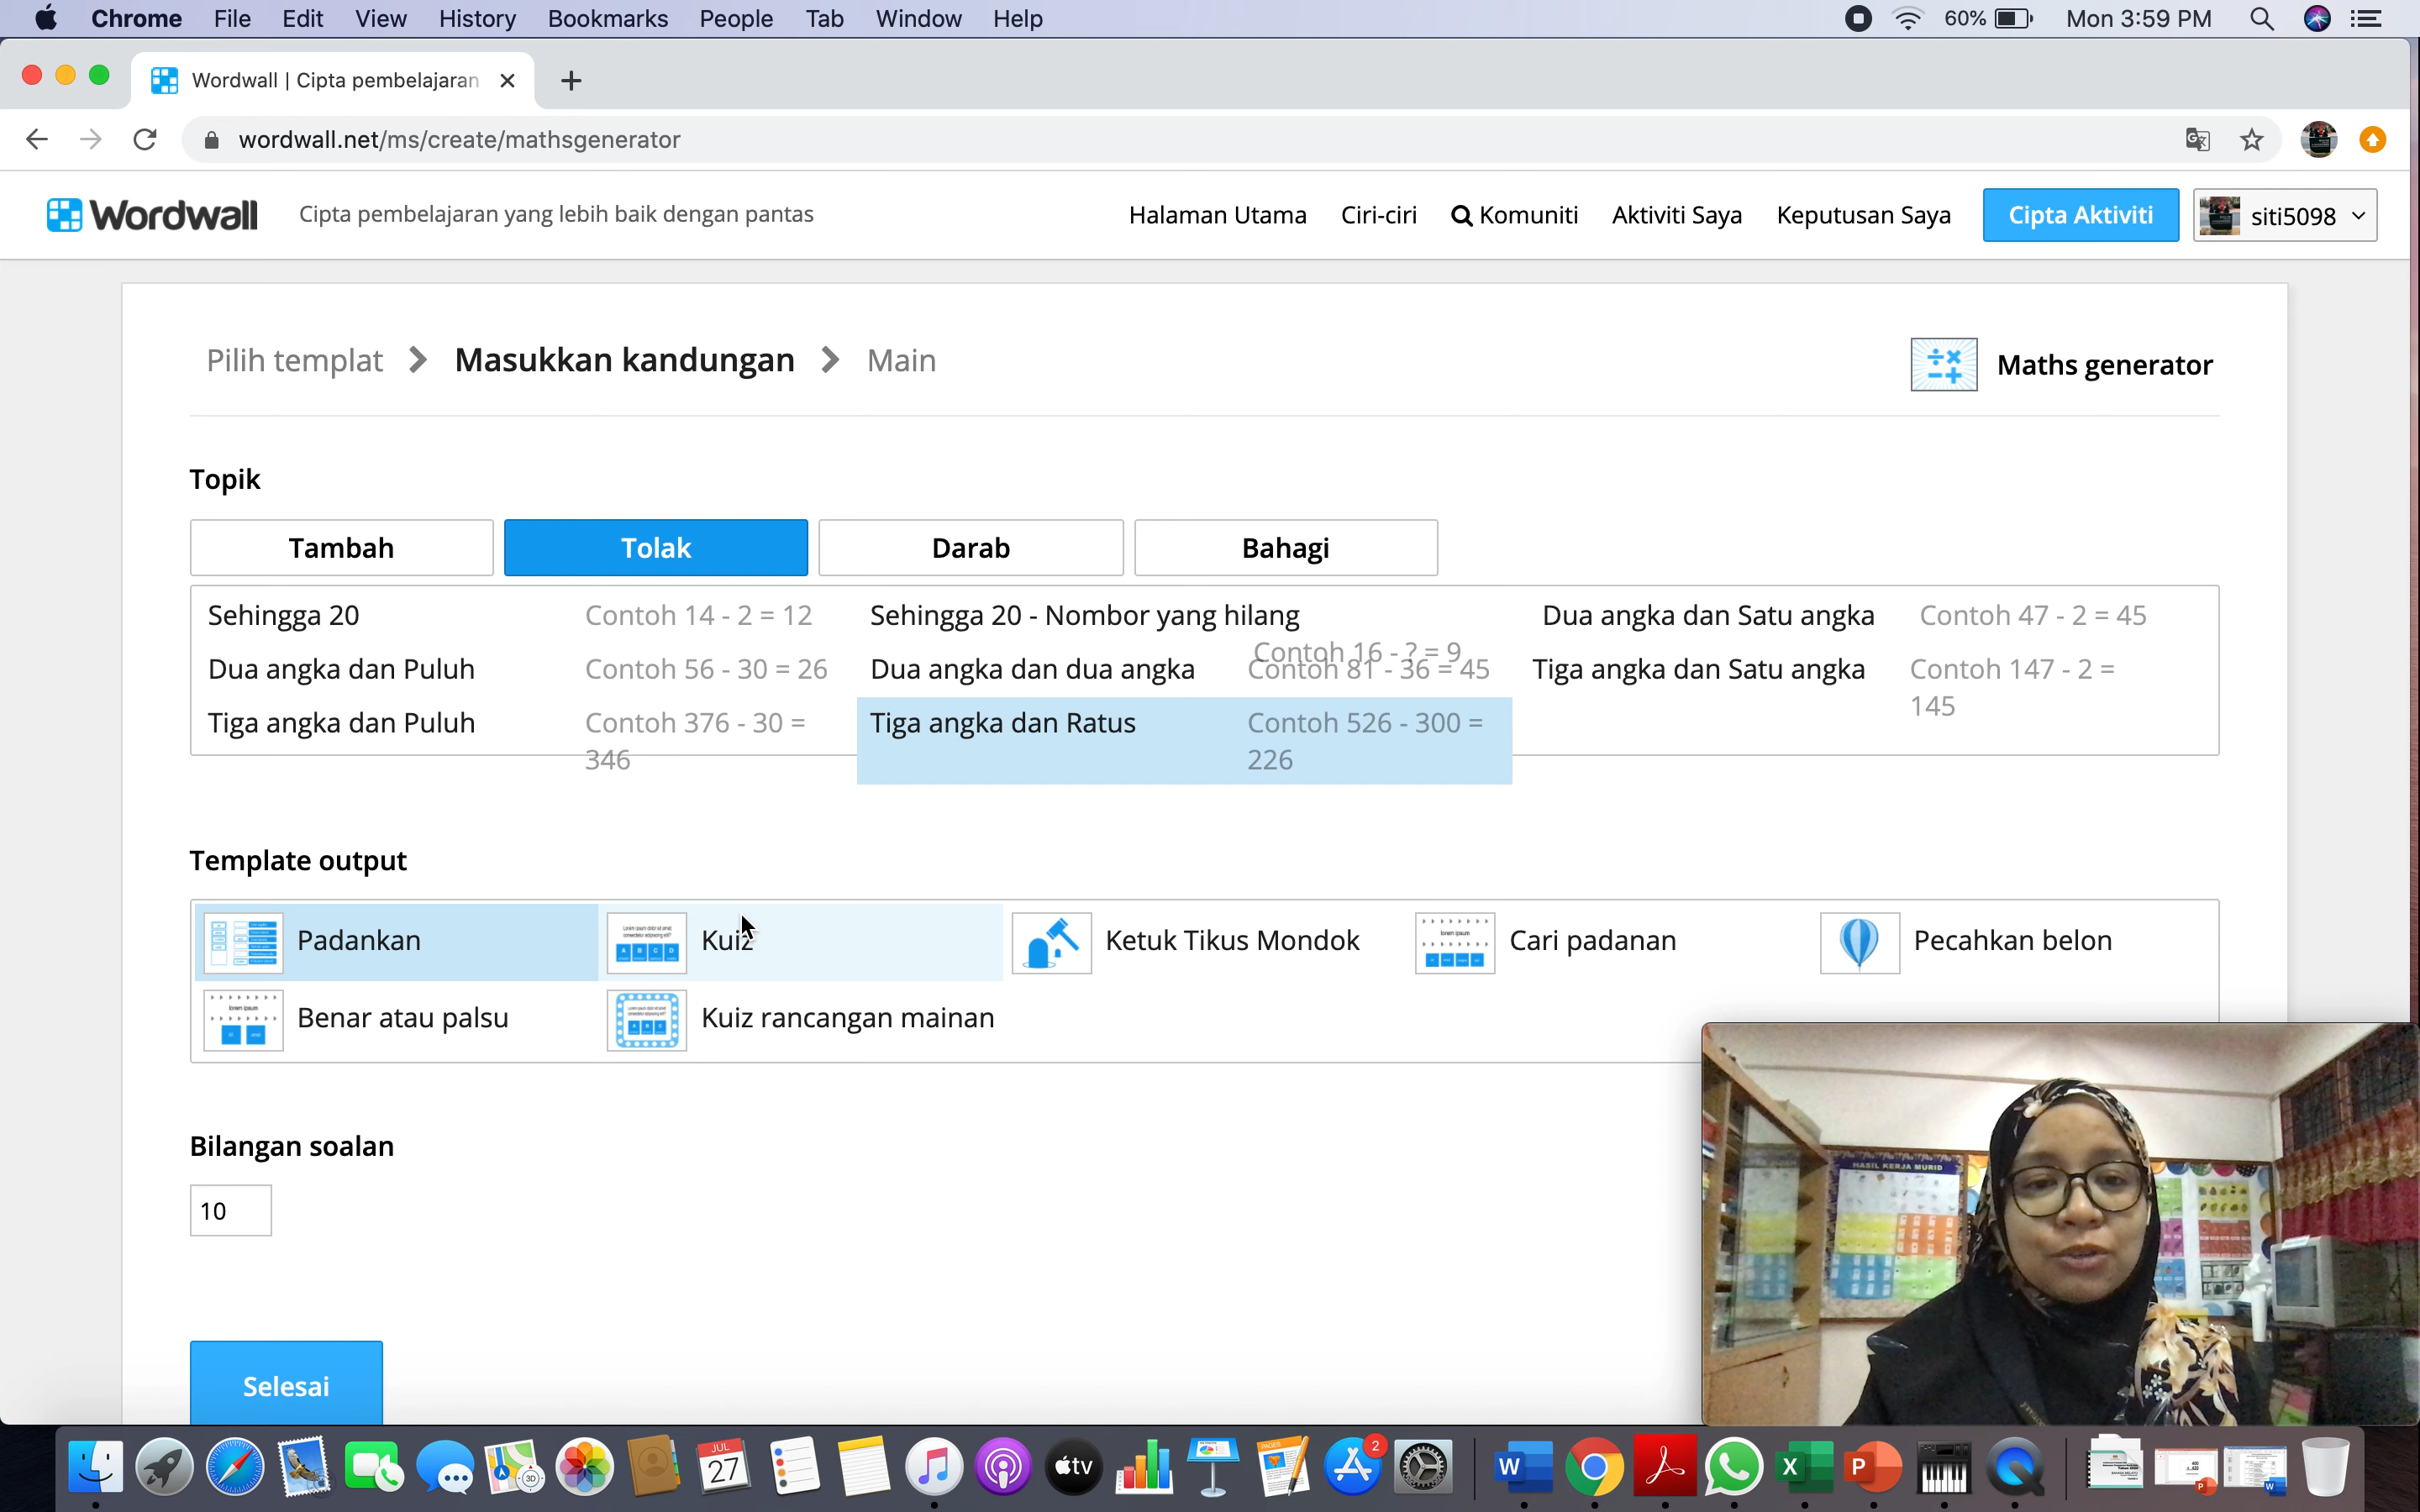 Chrome File Edit View History Bookmarks People Tab Window Help 60% Mon 3:59 PM
Wordwall | Cipta pembelajaran
wordwall.net/ms/create/mathsgenerator
Wordwall Cipta pembelajaran yang lebih baik dengan pantas Halaman Utama Ciri-ciri Komuniti Aktiviti Saya Keputusan Saya Cipta Aktiviti siti5098
Pilih templat Masukkan kandungan Main Maths generator
Topik
Tambah Tolak Darab Bahagi
Sehingga 20 Contoh 14 - 2 = 12 Sehingga 20 - Nombor yang hilang Dua angka dan Satu angka Contoh 47 - 2 = 45
Contoh 16 - ? = 9
Dua angka dan Puluh Contoh 56 - 30 = 26 Dua angka dan dua angka Contoh 81 - 36 = 45 Tiga angka dan Satu angka Contoh 147 - 2 =
145
Tiga angka dan Puluh Contoh 376 - 30 = Tiga angka dan Ratus Contoh 526 - 300 =
346 226
Template output
Padankan Kuiz Ketuk Tikus Mondok Cari padanan Pecahkan belon
Benar atau palsu Kuiz rancangan mainan
Bilangan soalan
10
HASIL KERJA MURID
Selesai
JUL
27
3D
tv
PAGES
2
W
X
P